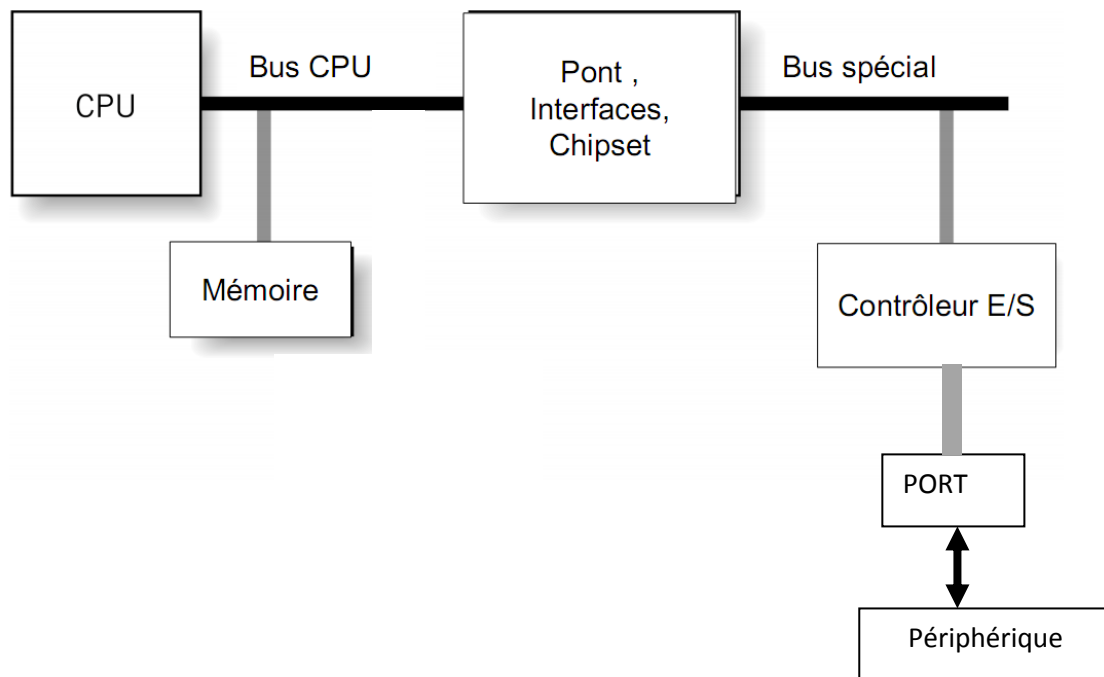 Bus CPU
Bus spécial
CPU
Pont ,
Interfaces,
Chipset
Mémoire
Contrôleur E/S
PORT
Périphérique